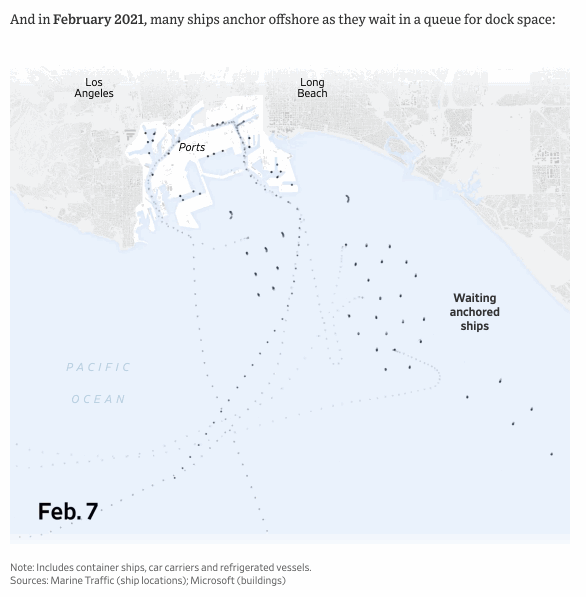 And in February 2021, many ships anchor offshore as they wait in a queue for dock space:
Los
Angeles
Long
Beach
Ports
Waiting
anchored
ships
PACIFIC
OCEAN
Feb. 7
Note: Includes container ships, car carriers and refrigerated vessels.
Sources: Marine Traffic (ship locations); Microsoft (buildings)